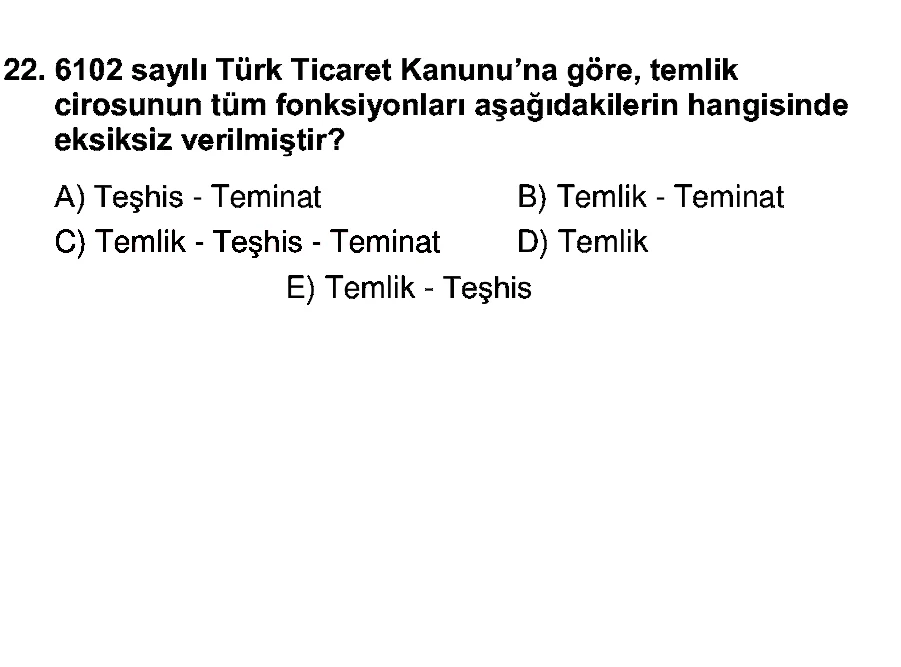 22. 6102 sayılı Türk Ticaret Kanunu’na göre, temlik
cirosunun tüm fonksiyonları aşağıdakilerin hangisinde
eksiksiz verilmiştir?
A) Teşhis - Teminat B) Temlik - Teminat
C) Temlik - Teşhis - Teminat D) Temlik
E) Temlik - Teşhis